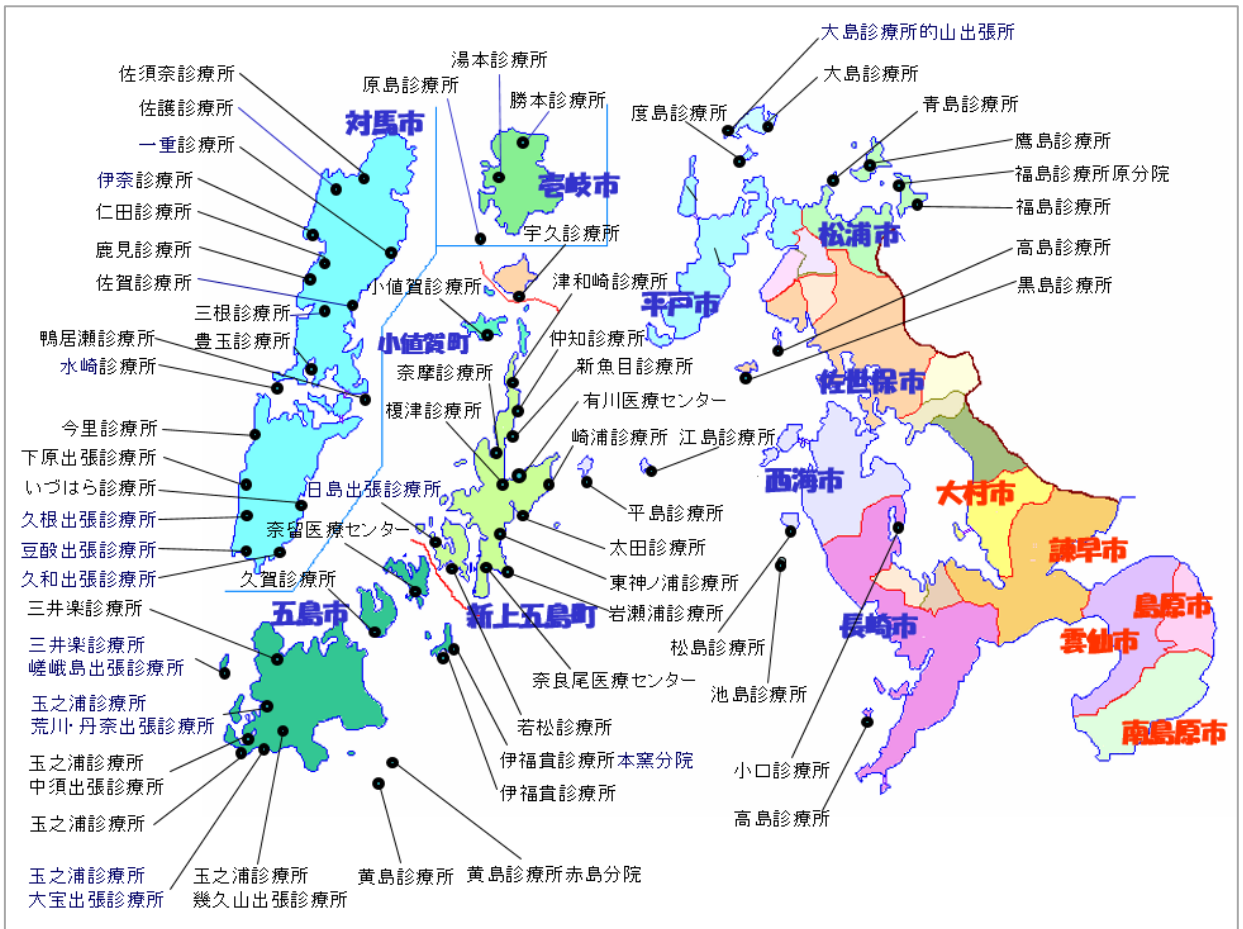 大島診療所的山出張所
湯本診療所
佐須奈診療所
原島診療所
大島診療所
勝本診療所
青島診療所
佐護診療所
度島診療所
対馬市
鷹島診療所
一重診療所
福島診療所原分院
伊奈診療所
壱岐市
福島診療所
仁田診療所
宇久診療所
松浦市
鹿見診療所
高島診療所
津和崎診療所
佐賀診療所
小値賀診療所
黒島診療所
平戸市
三根診療所
鴨居瀬診療所
仲知診療所
豊玉診療所
小値賀町
水崎診療所
奈摩診療所
新魚目診療所
佐世保市
有川医療センター
榎津診療所
今里診療所
崎浦診療所
江島診療所
下原出張診療所
西海市
いづはら診療所
日島出張診療所
大村市
平島診療所
久根出張診療所
奈留医療センター
太田診療所
豆酘出張診療所
諫早市
久和出張診療所
久賀診療所
東神ノ浦診療所
三井楽診療所
五島市
新上五島町
岩瀬浦診療所
島原市
長崎市
雲仙市
三井楽診療所
嵯峨島出張診療所
松島診療所
奈良尾医療センター
池島診療所
玉之浦診療所
荒川・丹奈出張診療所
若松診療所
南島原市
玉之浦診療所
中須出張診療所
伊福貴診療所本窯分院
小口診療所
伊福貴診療所
玉之浦診療所
高島診療所
玉之浦診療所
大宝出張診療所
玉之浦診療所
幾久山出張診療所
黄島診療所
黄島診療所赤島分院